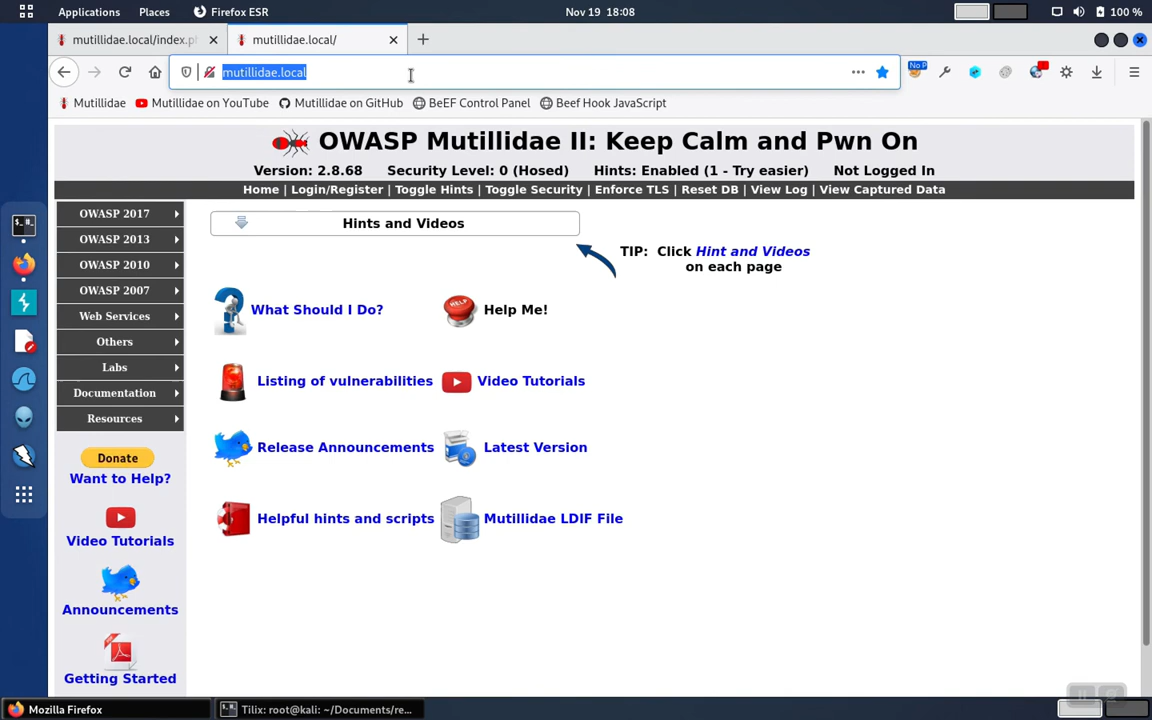 Applications Places Firefox ESR Nov 19 18:08 100 %
mutillidae.local/index.p mutillidae.local/
mutillidae.local No P
Mutillidae Mutillidae on YouTube Mutillidae on GitHub BeEF Control Panel Beef Hook JavaScript
OWASP Mutillidae II: Keep Calm and Pwn On
Version: 2.8.68 Security Level: 0 (Hosed) Hints: Enabled (1 - Try easier) Not Logged In
Home | Login/Register | Toggle Hints | Toggle Security | Enforce TLS | Reset DB | View Log | View Captured Data
OWASP 2017
OWASP 2013
OWASP 2010
OWASP 2007
Web Services
Others
Labs
Documentation
Resources
Donate
Want to Help?
Video Tutorials
Announcements
PDF
Getting Started
Hints and Videos
TIP: Click Hint and Videos
on each page
What Should I Do? HELP Help Me!
Listing of vulnerabilities Video Tutorials
Release Announcements Latest Version
Helpful hints and scripts Mutillidae LDIF File
Mozilla Firefox Tilix: root@kali: ~/Documents/re...